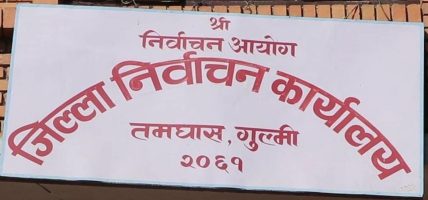 श्री
निर्वाचन आयोग
जिल्ला निर्वाचन कार्यालय
तमघास, गुल्मी
२०६१